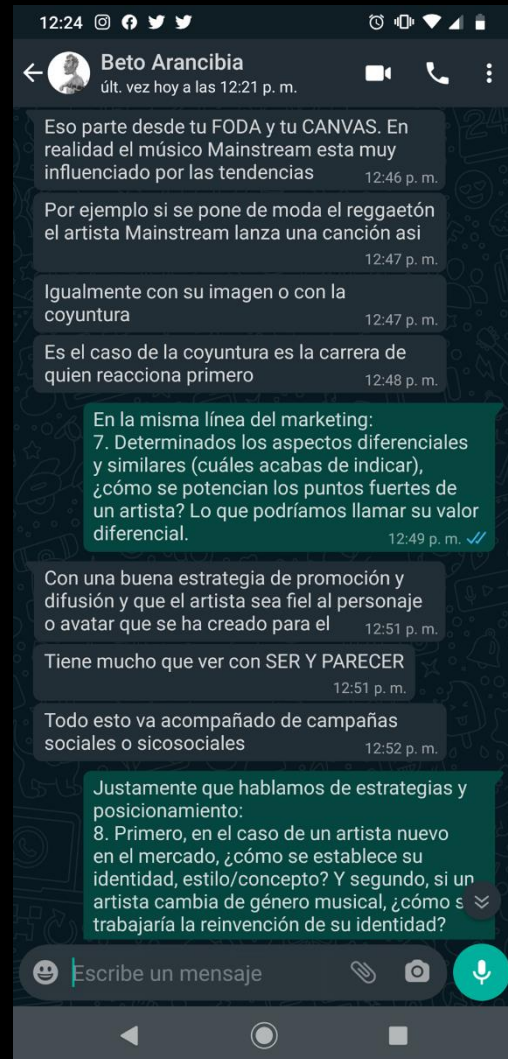 12:24
Beto Arancibia
últ. vez hoy a las 12:21 p. m.
Eso parte desde tu FODA y tu CANVAS. En
realidad el músico Mainstream esta muy
influenciado por las tendencias
12:46 p. m.
Por ejemplo si se pone de moda el reggaetón
el artista Mainstream lanza una canción asi
12:47 p. m.
Igualmente con su imagen o con la
coyuntura
12:47 p. m.
Es el caso de la coyuntura es la carrera de
quien reacciona primero
12:48 p. m.
En la misma línea del marketing:
7. Determinados los aspectos diferenciales
y similares (cuáles acabas de indicar),
¿cómo se potencian los puntos fuertes de
un artista? Lo que podríamos llamar su valor
diferencial.
12:49 p. m.
Con una buena estrategia de promoción y
difusión y que el artista sea fiel al personaje
o avatar que se ha creado para el
12:51 p. m.
Tiene mucho que ver con SER Y PARECER
12:51 p. m.
Todo esto va acompañado de campañas
sociales o sicosociales
12:52 p. m.
Justamente que hablamos de estrategias y
posicionamiento:
8. Primero, en el caso de un artista nuevo
en el mercado, ¿cómo se establece su
identidad, estilo/concepto? Y segundo, si un
artista cambia de género musical, ¿cómo s
trabajaría la reinvención de su identidad?
Escribe un mensaje